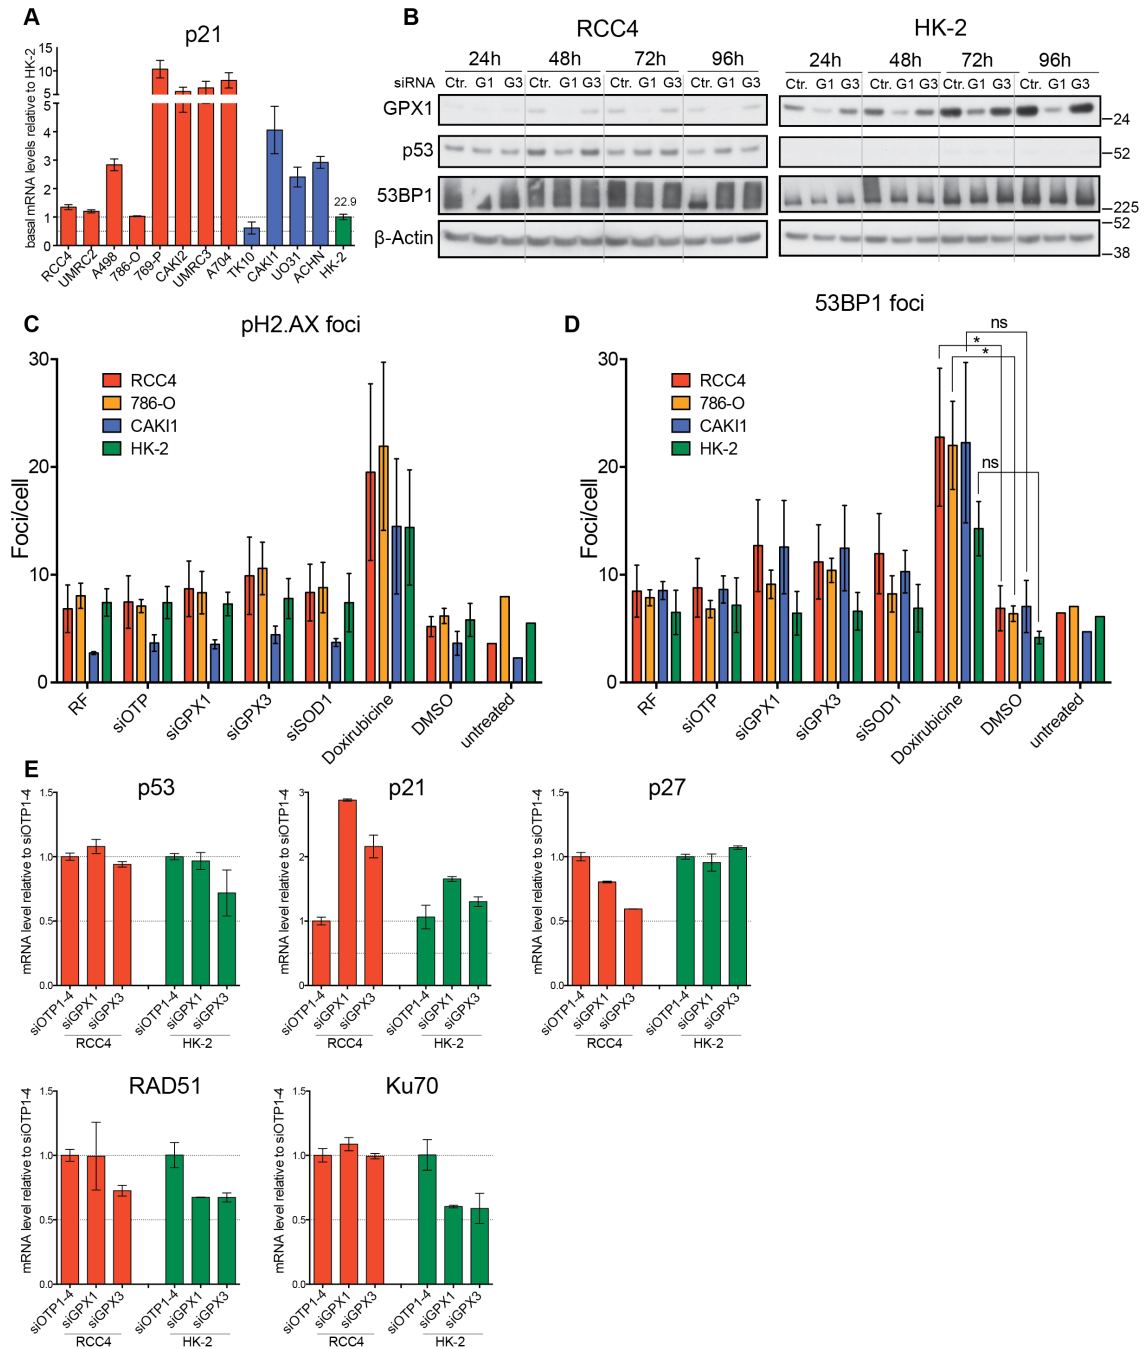 A
p21
basal mRNA levels relative to HK-2
15
10
5
5
4
3
2
1
0
22.9
RCC4
UMRC2
A498
786-O
769-P
CAKI2
UMRC3
A704
TK10
CAKI1
UO31
ACHN
HK-2
B
RCC4
HK-2
24h 48h 72h 96h
24h 48h 72h 96h
siRNA Ctr. G1 G3 Ctr. G1 G3 Ctr. G1 G3 Ctr. G1 G3
Ctr. G1 G3 Ctr. G1 G3 Ctr. G1 G3 Ctr. G1 G3
GPX1
24
p53
52
53BP1
225
52
β-Actin
38
C
pH2.AX foci
Foci/cell
30
20
10
0
RCC4
786-O
CAKI1
HK-2
RF
siOTP
siGPX1
siGPX3
siSOD1
Doxirubicine
DMSO
untreated
D
53BP1 foci
Foci/cell
30
20
10
0
RCC4
786-O
CAKI1
HK-2
ns
*
*
ns
RF
siOTP
siGPX1
siGPX3
siSOD1
Doxirubicine
DMSO
untreated
E
p53
mRNA level relative to siOTP1-4
1.5
1.0
0.5
0.0
siOTP1-4
siGPX1
siGPX3
siOTP1-4
siGPX1
siGPX3
RCC4
HK-2
p21
mRNA level relative to siOTP1-4
3
2
1
0
siOTP1-4
siGPX1
siGPX3
siOTP1-4
siGPX1
siGPX3
RCC4
HK-2
p27
mRNA level relative to siOTP1-4
1.5
1.0
0.5
0.0
siOTP1-4
siGPX1
siGPX3
siOTP1-4
siGPX1
siGPX3
RCC4
HK-2
RAD51
mRNA level relative to siOTP1-4
1.5
1.0
0.5
0.0
siOTP1-4
siGPX1
siGPX3
siOTP1-4
siGPX1
siGPX3
RCC4
HK-2
Ku70
mRNA level relative to siOTP1-4
1.5
1.0
0.5
0.0
siOTP1-4
siGPX1
siGPX3
siOTP1-4
siGPX1
siGPX3
RCC4
HK-2